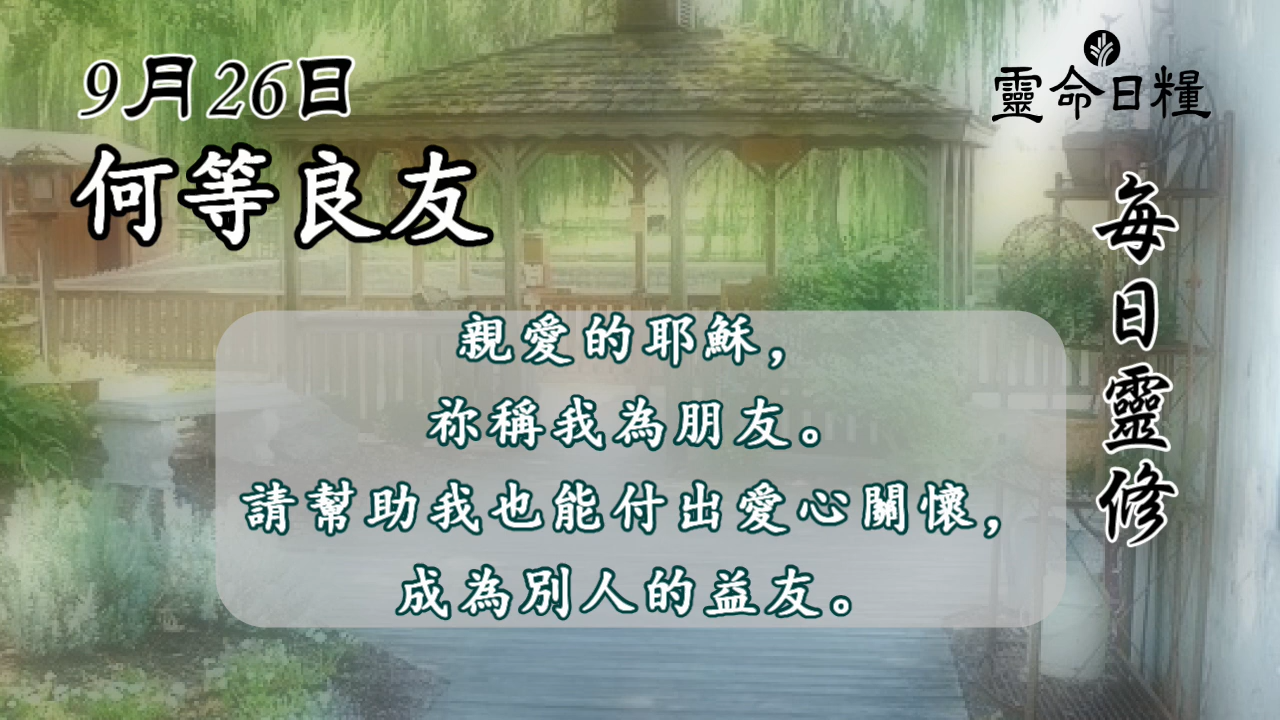 9月26日
何等良友
靈命日糧
每日靈修
親愛的耶穌，
祢稱我為朋友。
請幫助我也能付出愛心關懷，
成為別人的益友。